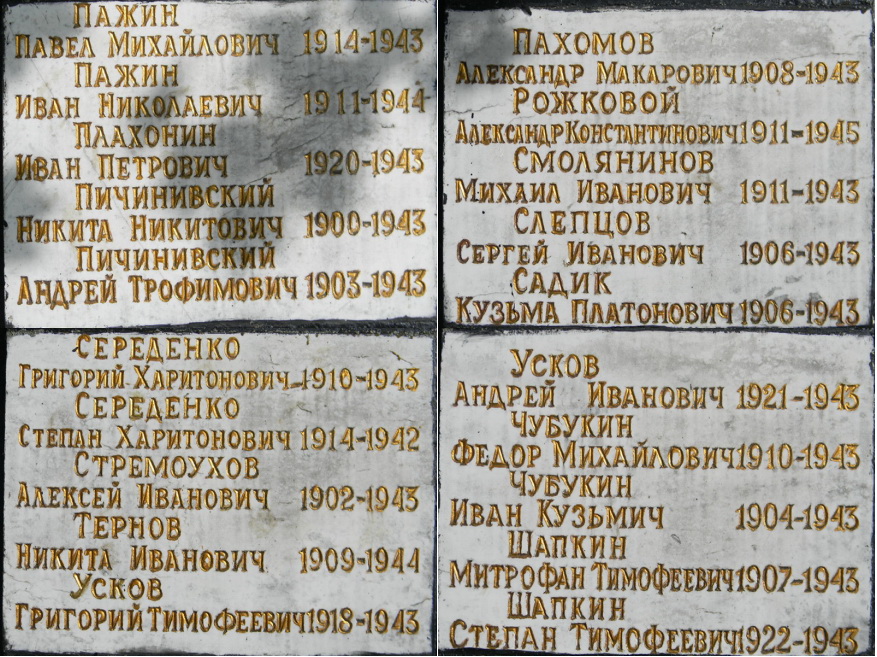 ПАЖИН
ПАВЕЛ МИХАЙЛОВИЧ 1914-1943
ПАЖИН
ИВАН НИКОЛАЕВИЧ 1911-1944
ПЛАХОНИН
ИВАН ПЕТРОВИЧ 1920-1943
ПИЧИНИВСКИЙ
НИКИТА НИКИТОВИЧ 1900-1943
ПИЧИНИВСКИЙ
АНДРЕЙ ТРОФИМОВИЧ 1903-1943
ПАХОМОВ
АЛЕКСАНДР МАКАРОВИЧ 1908-1943
РОЖКОВОЙ
АЛЕКСАНДР КОНСТАНТИНОВИЧ 1911-1945
СМОЛЯНИНОВ
МИХАИЛ ИВАНОВИЧ 1911-1943
СЛЕПЦОВ
СЕРГЕЙ ИВАНОВИЧ 1906-1943
САДИК
КУЗЬМА ПЛАТОНОВИЧ 1906-1943
СЕРЕДЕНКО
ГРИГОРИЙ ХАРИТОНОВИЧ 1910-1943
СЕРЕДЕНКО
СТЕПАН ХАРИТОНОВИЧ 1914-1942
СТРЕМОУХОВ
АЛЕКСЕЙ ИВАНОВИЧ 1902-1943
ТЕРНОВ
НИКИТА ИВАНОВИЧ 1909-1944
УСКОВ
ГРИГОРИЙ ТИМОФЕЕВИЧ 1918-1943
УСКОВ
АНДРЕЙ ИВАНОВИЧ 1921-1943
ЧУБУКИН
ФЕДОР МИХАЙЛОВИЧ 1910-1943
ЧУБУКИН
ИВАН КУЗЬМИЧ 1904-1943
ШАПКИН
МИТРОФАН ТИМОФЕЕВИЧ 1907-1943
ШАПКИН
СТЕПАН ТИМОФЕЕВИЧ 1922-1943